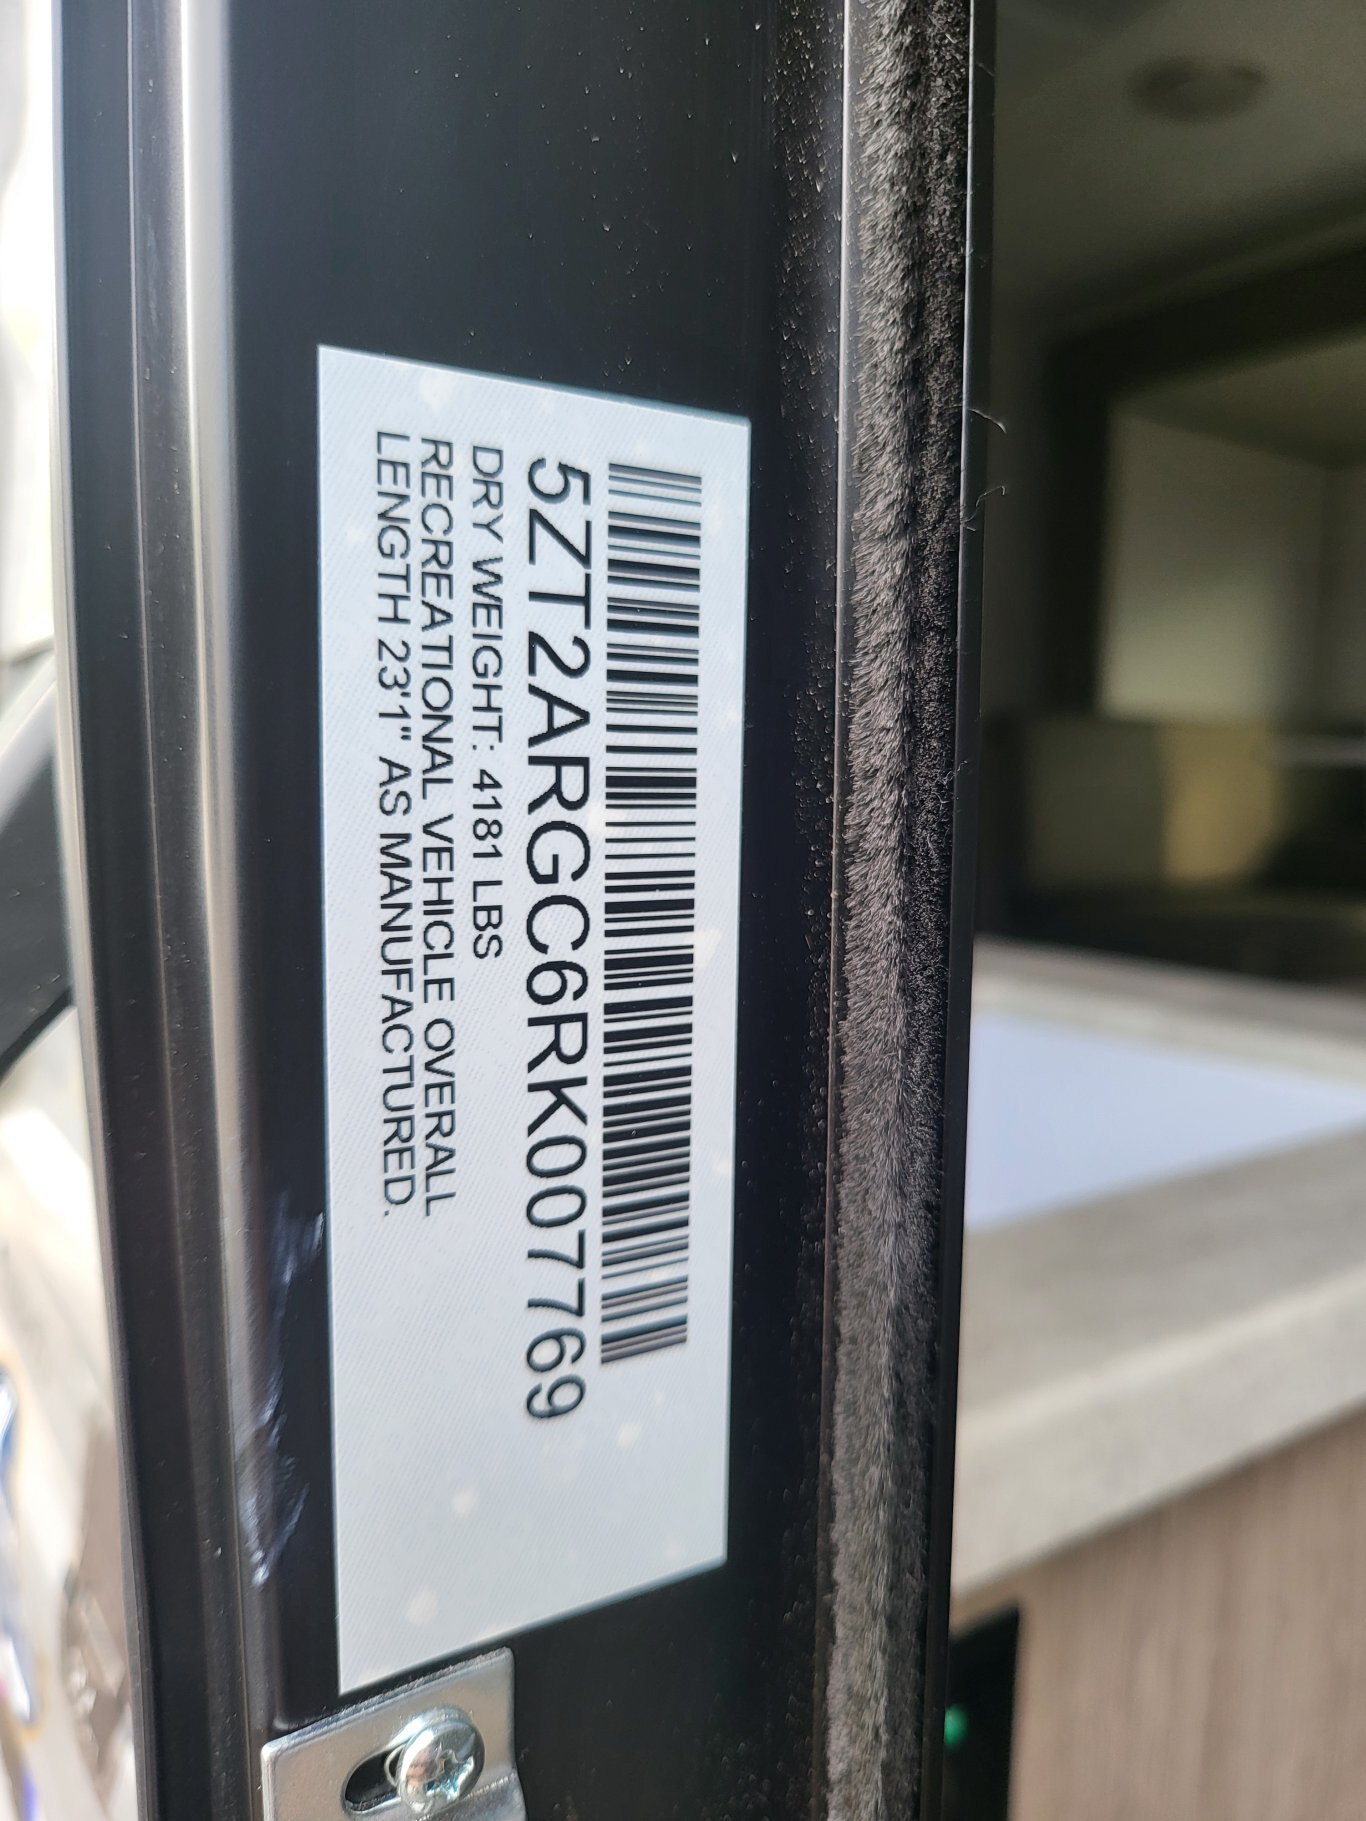 5ZT2ARGC6RK007769
DRY WEIGHT: 4181 LBS
RECREATIONAL VEHICLE OVERALL
LENGTH 23'1" AS MANUFACTURED.